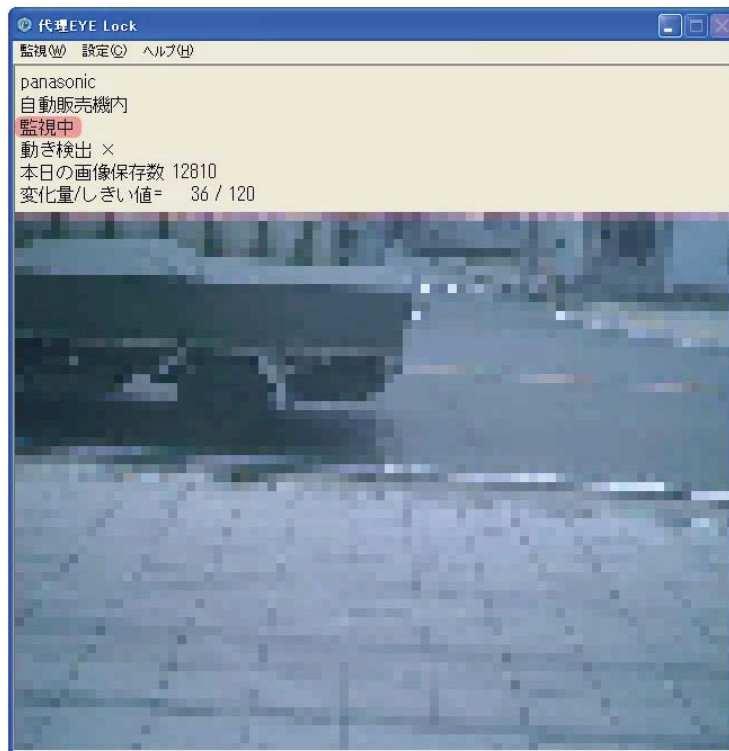 代理EYE Lock
監視(W) 設定(C) ヘルプ(H)
panasonic
自動販売機内
監視中
動き検出 ×
本日の画像保存数 12810
変化量/しきい値= 36 / 120